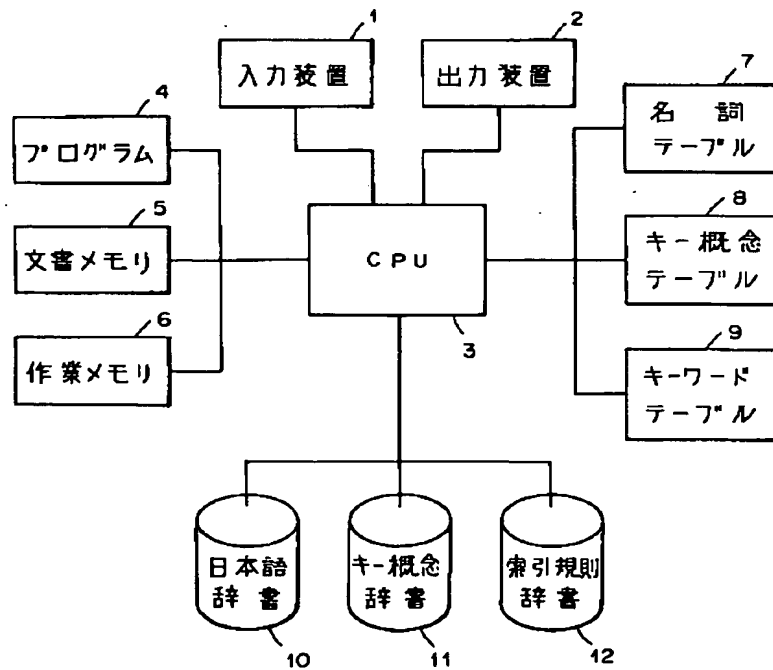 1
入力装置
2
出力装置
4
プログラム
5
文書メモリ
6
作業メモリ
CPU
3
7
名詞
テーブル
8
キー概念
テーブル
9
キーワード
テーブル
日本語
辞書
10
キー概念
辞書
11
索引規則
辞書
12